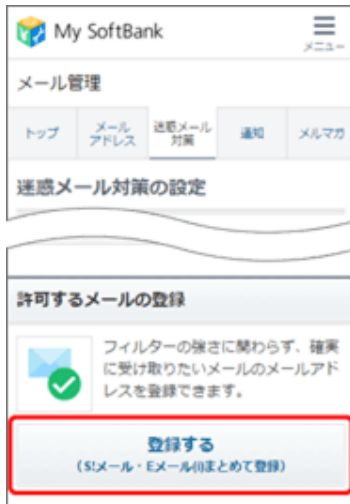 My SoftBank
メニュー
メール管理
トップ
メール
アドレス
迷惑メール
対策
通知
メルマガ
迷惑メール対策の設定
許可するメールの登録
フィルターの強さに関わらず、確実
に受け取りたいメールのメールアド
レスを登録できます。
登録する
(S!メール・Eメール(i)まとめて登録)